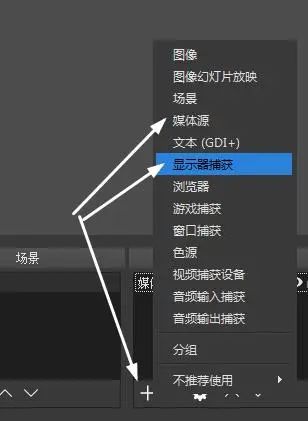 图像
图像幻灯片放映
场景
媒体源
文本 (GDI+)
显示器捕获
浏览器
游戏捕获
窗口捕获
色源
视频捕获设备
音频输入捕获
音频输出捕获
分组
不推荐使用
场景